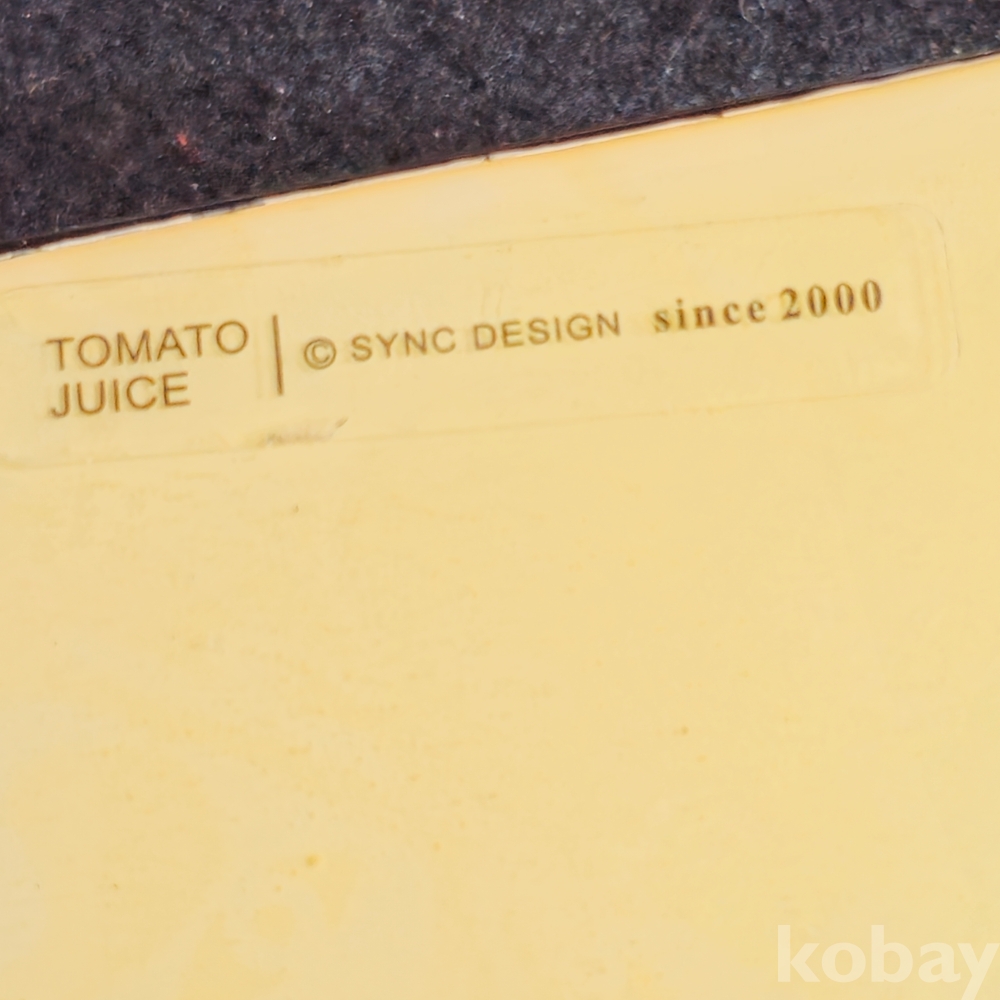 TOMATO
JUICE
© SYNC DESIGN since 2000
kobay